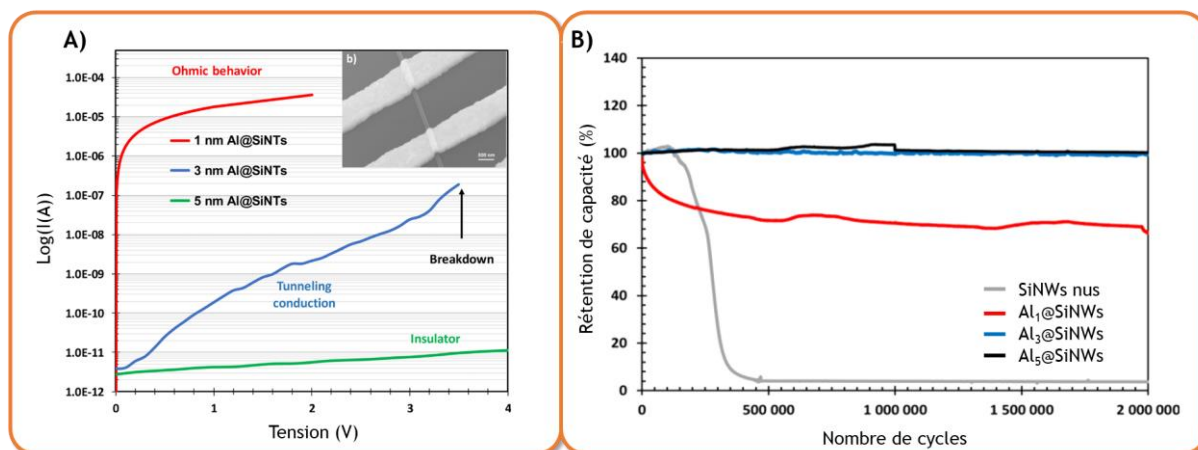 A)
b)
Ohmic behavior
1 nm Al@SiNTs
3 nm Al@SiNTs
5 nm Al@SiNTs
Breakdown
Tunneling
conduction
Insulator
Log(I(A))
1.0E-04
1.0E-05
1.0E-06
1.0E-07
1.0E-08
1.0E-09
1.0E-10
1.0E-11
1.0E-12
0
1
2
3
4
Tension (V)
B)
Rétention de capacité (%)
140
120
100
80
60
40
20
0
SiNWs nus
Al₁@SiNWs
Al₃@SiNWs
Al₅@SiNWs
0
500 000
1 000 000
1 500 000
2 000 000
Nombre de cycles